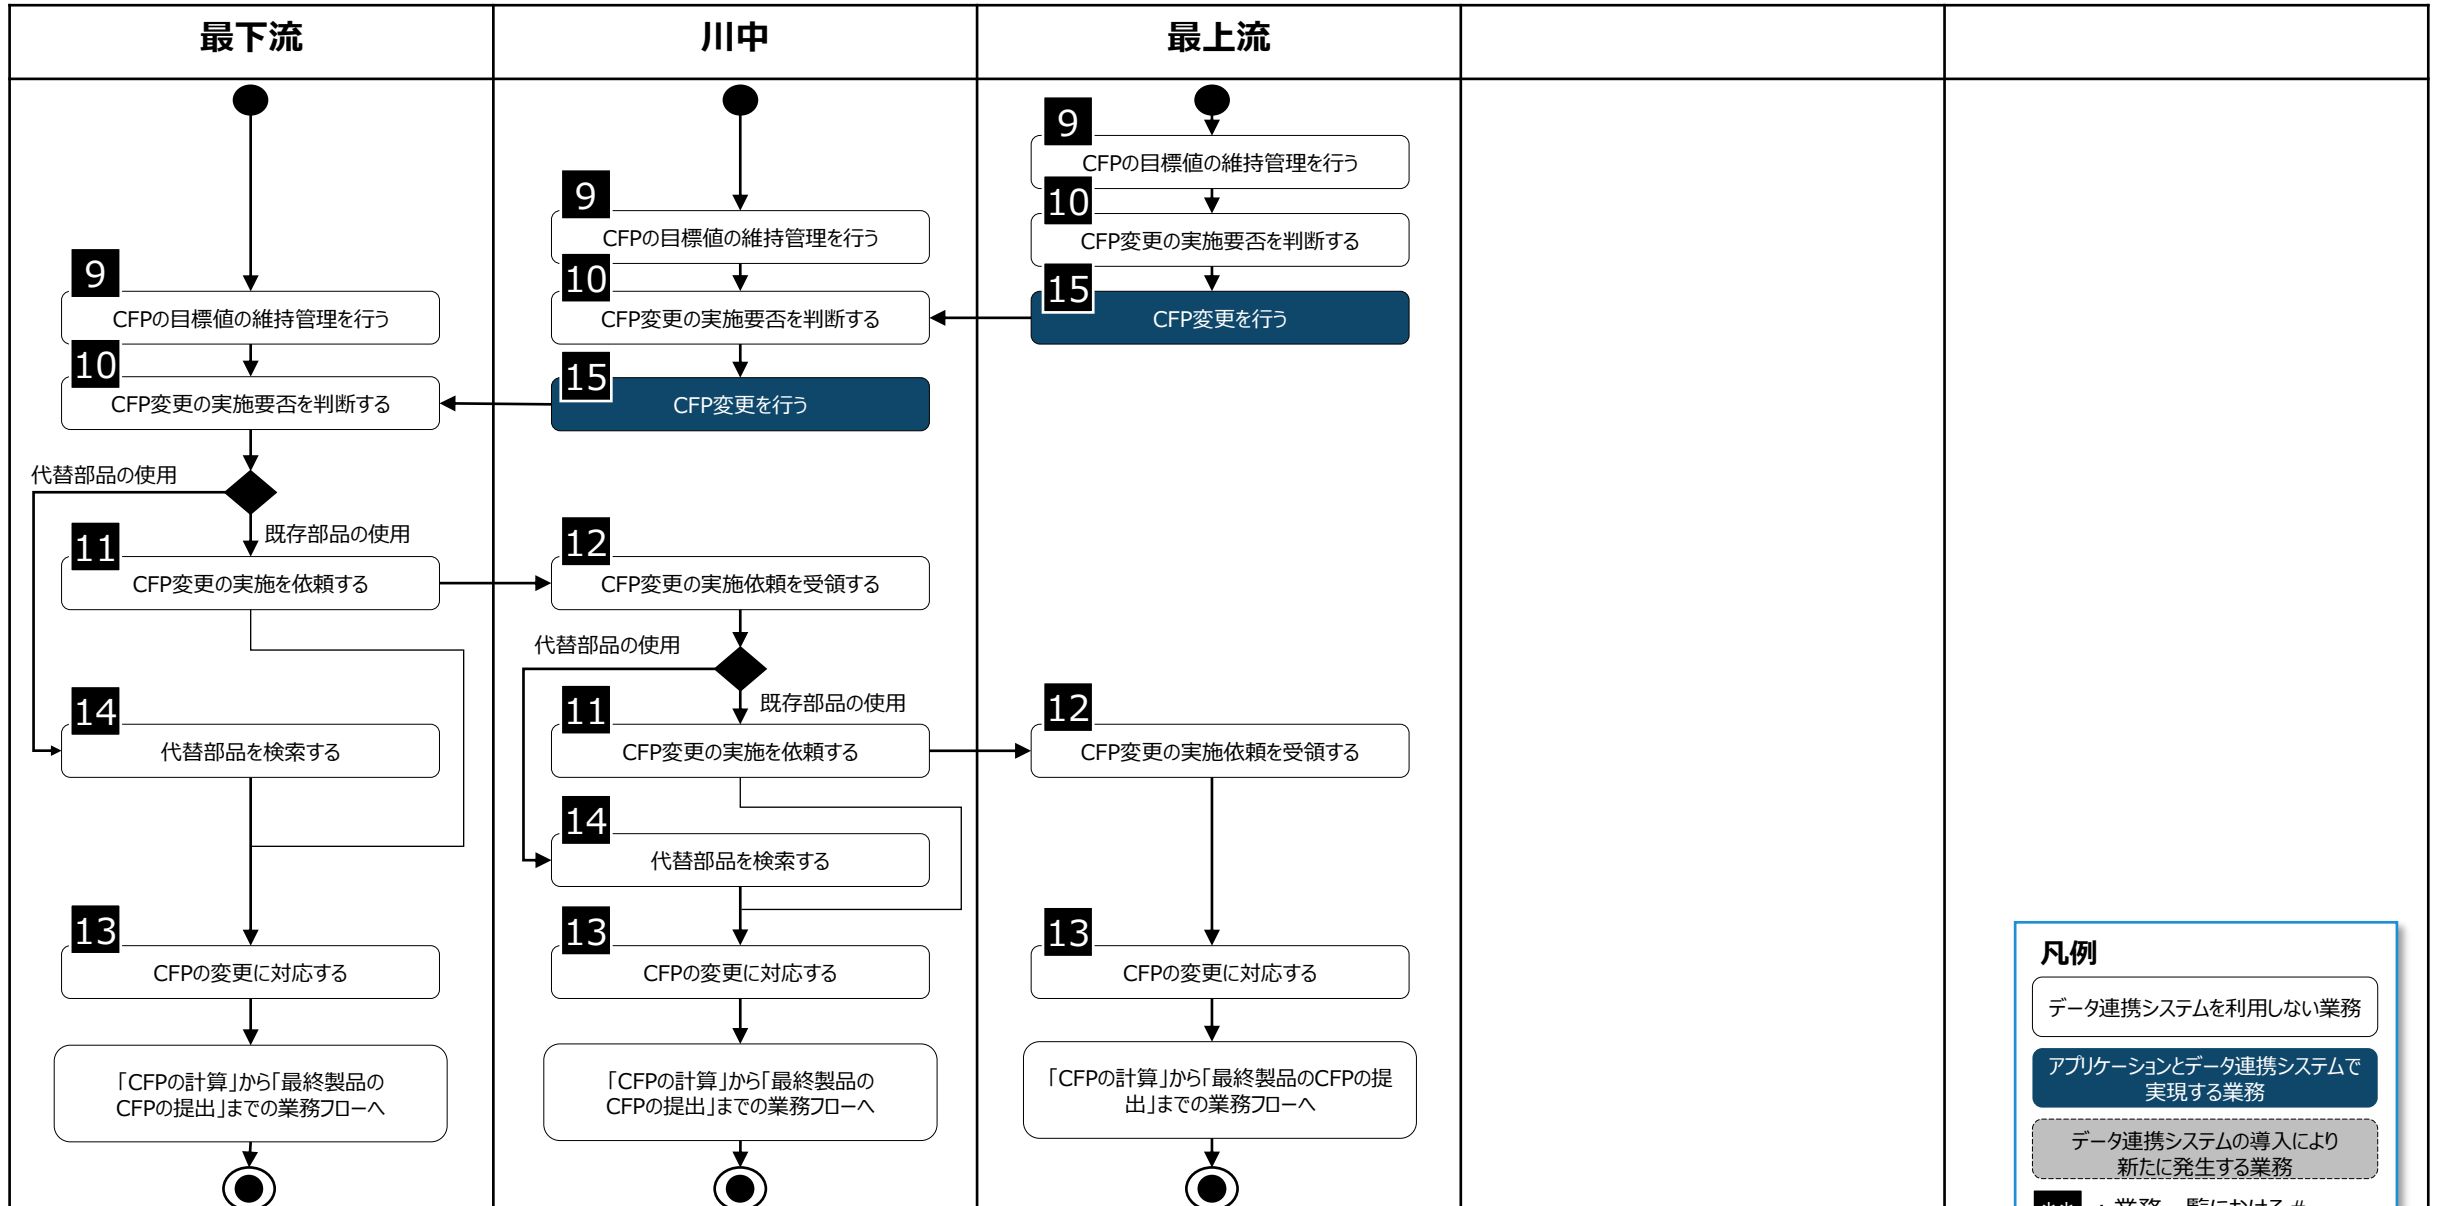 最下流
川中
最上流
9
CFPの目標値の維持管理を行う
9
10
CFPの目標値の維持管理を行う
CFP変更の実施要否を判断する
9
10
15
CFPの目標値の維持管理を行う
CFP変更の実施要否を判断する
CFP変更を行う
10
15
CFP変更の実施要否を判断する
CFP変更を行う
代替部品の使用
既存部品の使用
11
12
CFP変更の実施を依頼する
CFP変更の実施依頼を受領する
代替部品の使用
既存部品の使用
14
11
12
代替部品を検索する
CFP変更の実施を依頼する
CFP変更の実施依頼を受領する
14
代替部品を検索する
13
13
13
CFPの変更に対応する
CFPの変更に対応する
CFPの変更に対応する
「CFPの計算」から「最終製品の
CFPの提出」までの業務フローへ
「CFPの計算」から「最終製品の
CFPの提出」までの業務フローへ
「CFPの計算」から「最終製品のCFPの提
出」までの業務フローへ
凡例
データ連携システムを利用しない業務
アプリケーションとデータ連携システムで
実現する業務
データ連携システムの導入により
新たに発生する業務